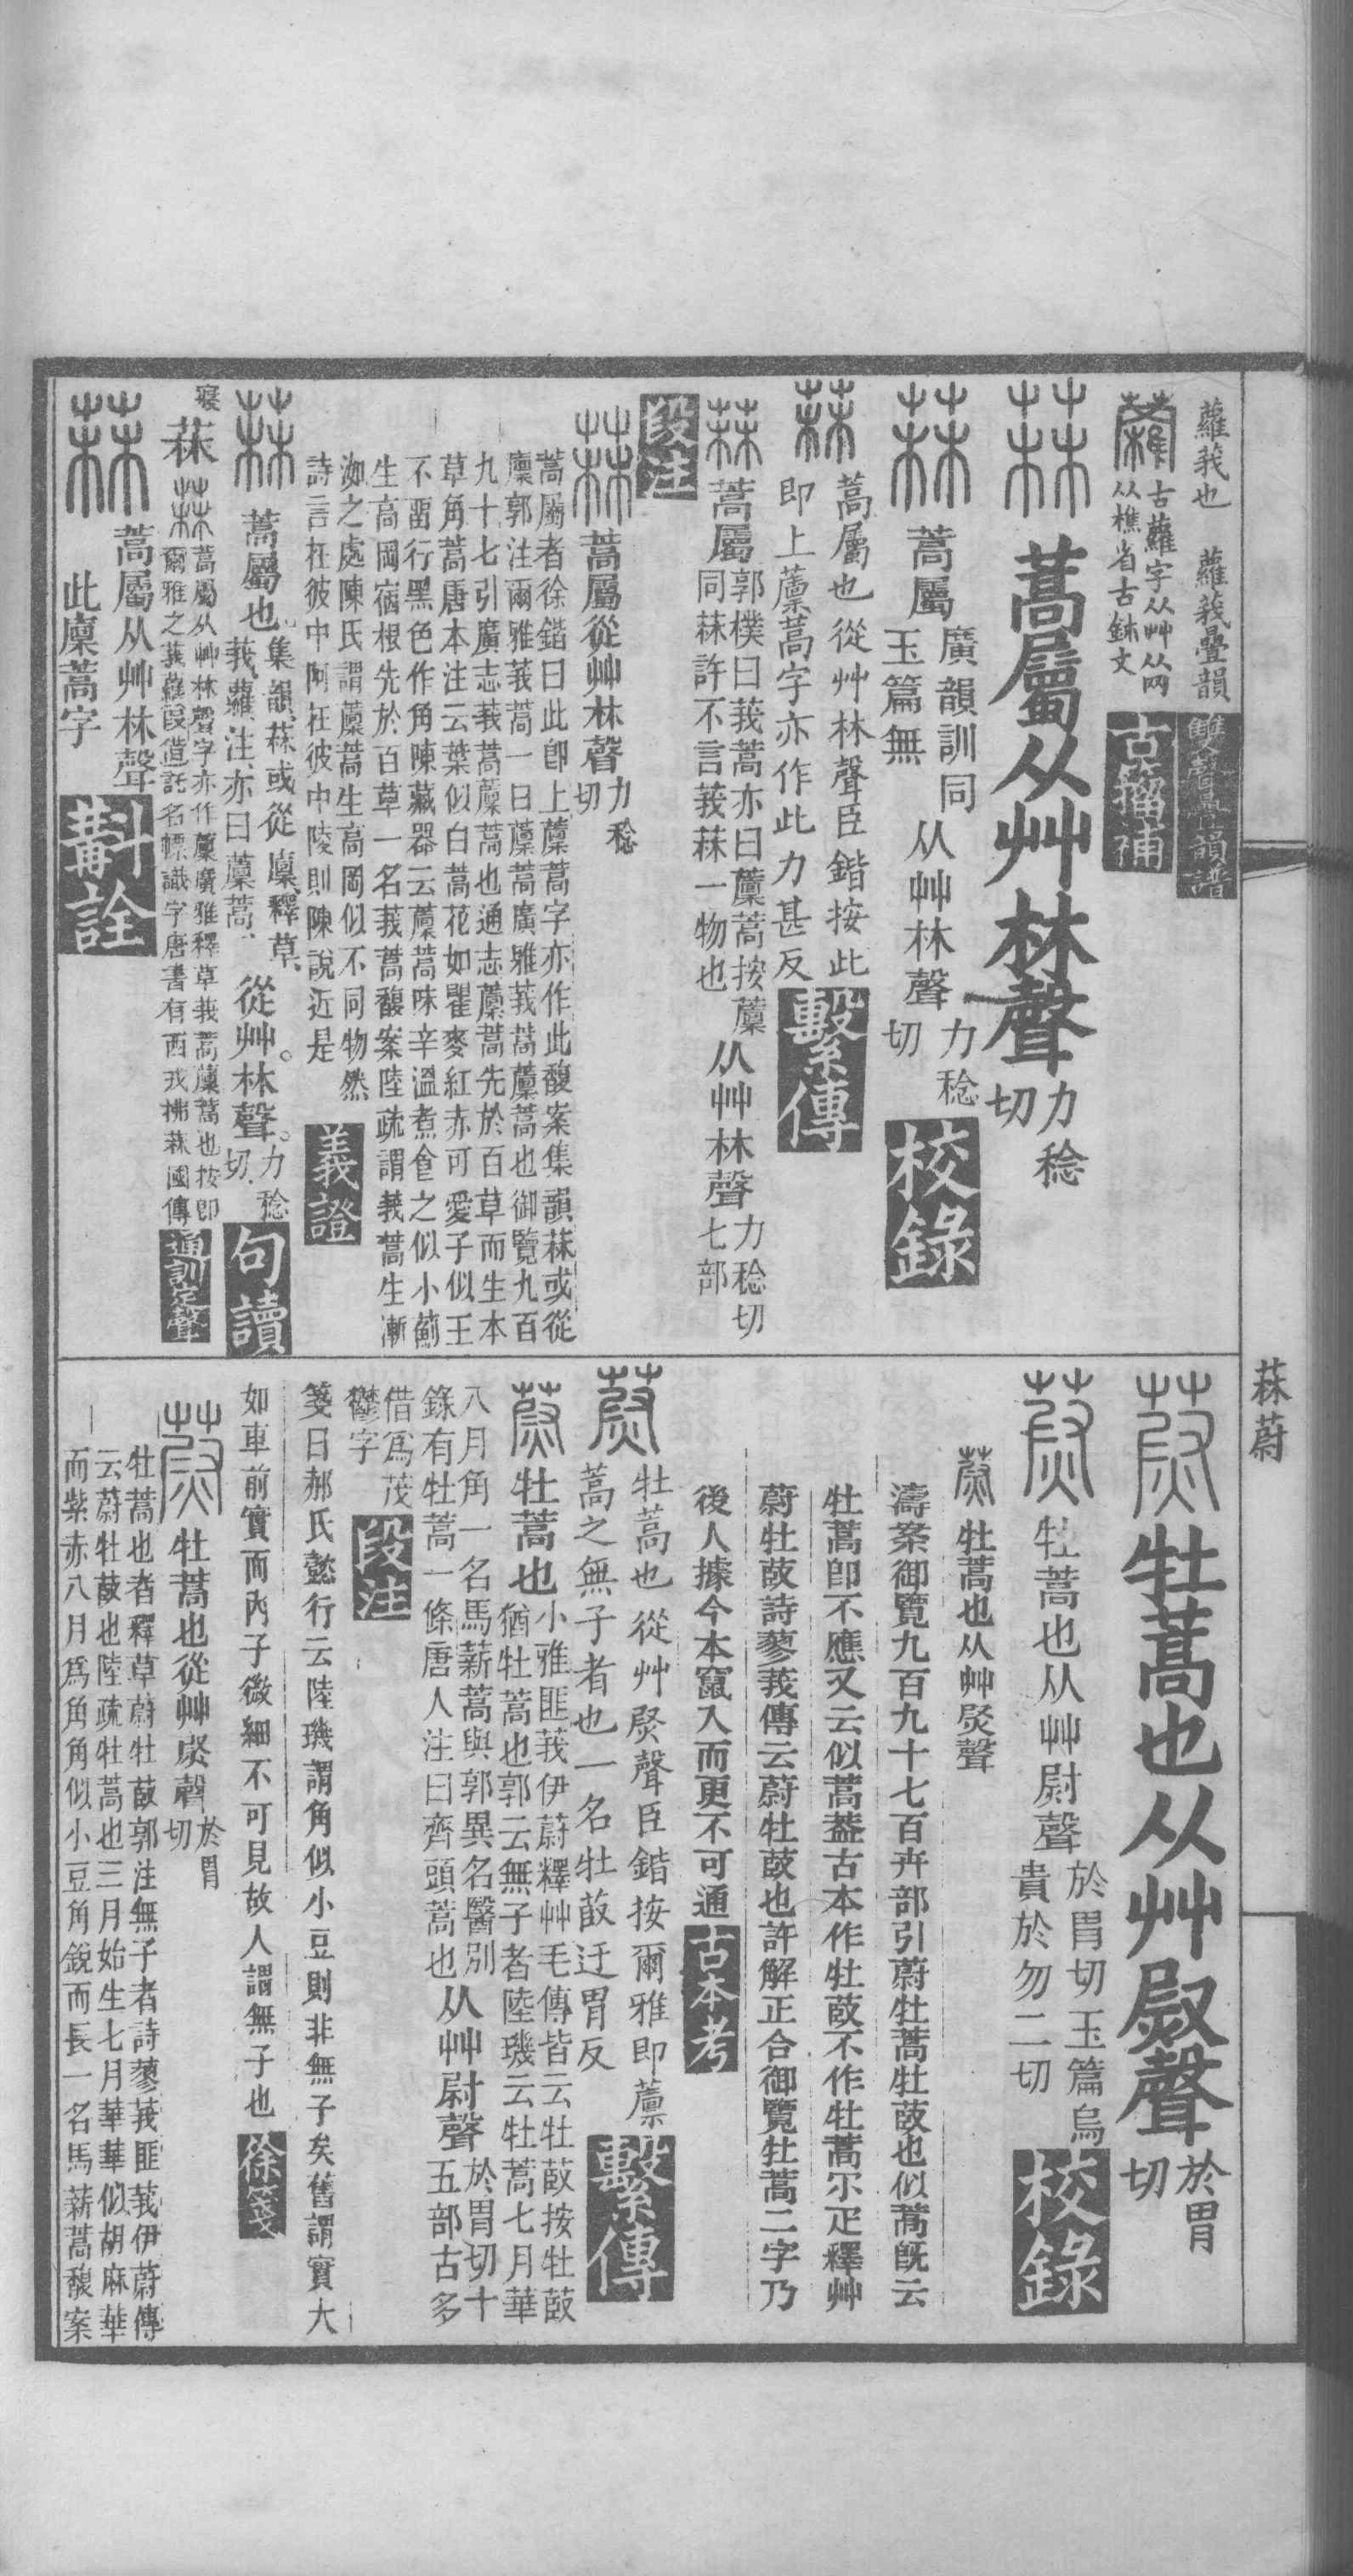 蘿莪也　蘿莪疊韻 雙聲疊韻譜
古蘿字从艸从网
从樵省古鉢文 古籀補
菻 蒿屬从艸林聲 力稔
切
菻 蒿屬 廣韻訓同
玉篇無 从艸林聲 力稔
切 校錄
菻 蒿屬也從艸林聲臣鍇按此
即上藁蒿字亦作此力甚反 繫傳
菻 蒿屬 郭樸曰莪蒿亦曰藁蒿按藁
同菻許不言莪菻一物也 从艸林聲 力稔切
七部
段注
菻 蒿屬從艸林聲 力稔
切
蒿屬者徐鍇曰此卽上藁蒿字亦作此馥案集韻菻或從
廩郭注爾雅莪蒿一曰藁蒿廣雅莪蒿藁蒿也御覽九百
九十七引廣志莪蒿藁蒿也通志藁蒿先於百草而生本
草角蒿唐本注云葉似白蒿花如瞿麥紅赤可愛子似王
不畱行黑色作角陳藏器云藁蒿味辛溫煮食之似小薊
生高岡宿根先於百草一名莪蒿馥案陸疏謂莪蒿生漸
洳之處陳氏謂藁蒿生高岡似不同物然
詩言在彼中阿在彼中陵則陳說近是 義證
菻 蒿屬也 集韻菻或從廩釋草
莪蘿注亦曰藁蒿、 從艸。林聲。 力稔
切、 句讀
寑 菻 菻 蒿屬从艸林聲字亦作藁廣雅釋草莪蒿藁蒿也按卽
爾雅之莪蘿叚借託名幖識字唐書有西戎拂菻國傳 通訓定聲
菻 蒿屬从艸林聲
此廩蒿字 斠詮
菻蔚
蔚 牡蒿也从艸尉聲 於胃
切
蔚 牡蒿也从艸尉聲 於胃切玉篇烏
貴於勿二切 校錄
蔚 牡蒿也从艸尉聲
濤案御覽九百九十七百卉部引蔚牡蒿牡菣也似蒿旣云
牡蒿卽不應又云似蒿蓋古本作牡菣不作牡蒿尒疋釋艸
蔚牡菣詩蓼莪傳云蔚牡菣也許解正合御覽牡蒿二字乃
後人據今本竄入而更不可通 古本考
蔚 牡蒿也從艸尉聲臣鍇按爾雅即藁
蒿之無子者也一名牡菣迂胃反 繫傳
蔚 牡蒿也 小雅匪莪伊蔚釋艸毛傳皆云牡菣按牡菣
猶牡蒿也郭云無子者陸璣云牡蒿七月華
八月角一名馬薪蒿與郭異名醫別
錄有牡蒿一條唐人注曰齊頭蒿也 从艸尉聲 於胃切十
五部古多
借爲茂
鬱字 段注
箋曰郝氏懿行云陸璣謂角似小豆則非無子矣舊謂實大
如車前實而內子微細不可見故人謂無子也 徐箋
蔚 牡蒿也從艸尉聲 於胃
切
牡蒿也者釋草蔚牡菣郭注無子者詩蓼莪匪莪伊蔚傳
云蔚牡菣也陸疏牡蒿也三月始生七月華華似胡麻華
而紫赤八月爲角角似小豆角銳而長一名馬薪蒿馥案